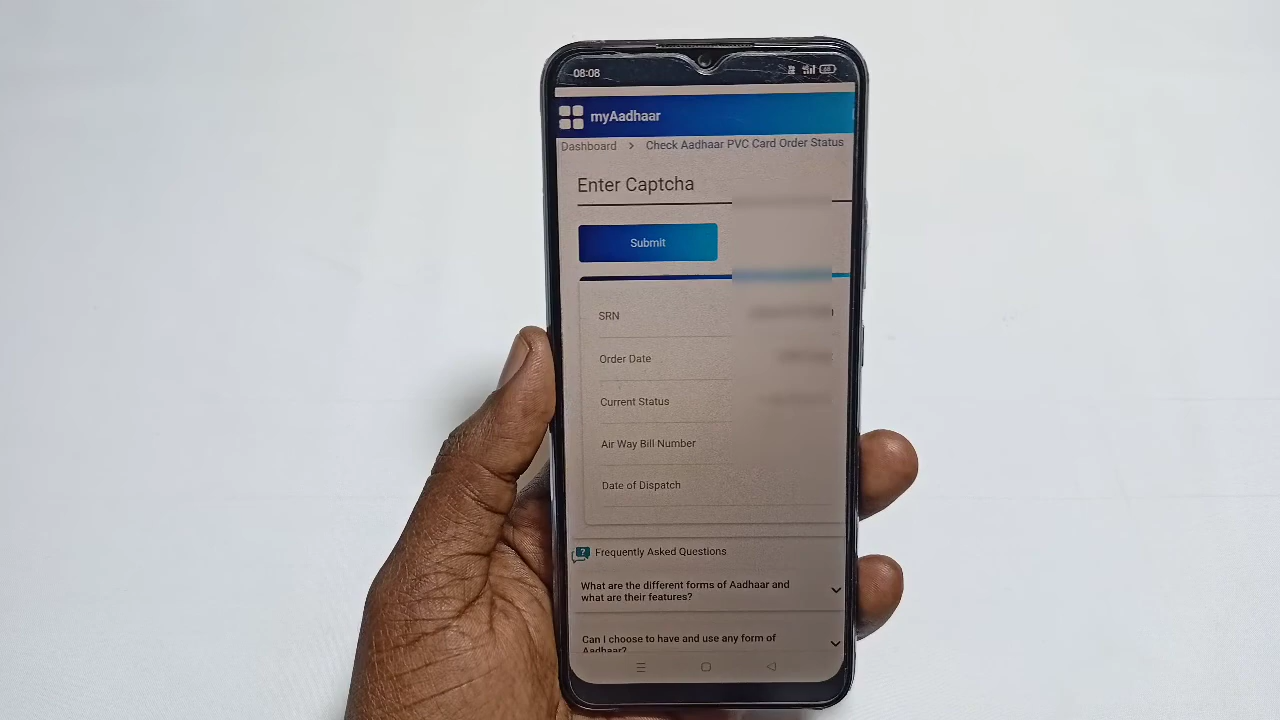 08:08
myAadhaar
Dashboard > Check Aadhaar PVC Card Order Status
Enter Captcha
Submit
SRN
Order Date
Current Status
Air Way Bill Number
Date of Dispatch
Frequently Asked Questions
What are the different forms of Aadhaar and
what are their features?
Can I choose to have and use any form of
Aadhaar?